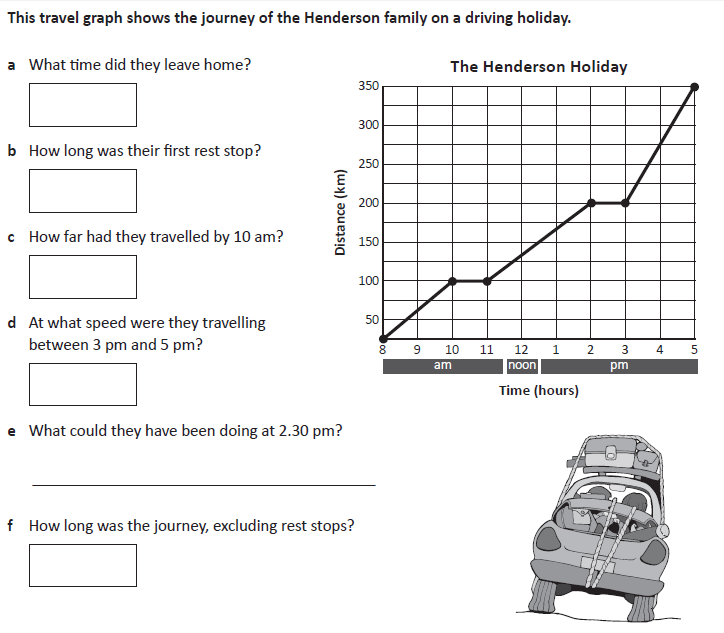 This travel graph shows the journey of the Henderson family on a driving holiday.
a What time did they leave home?
b How long was their first rest stop?
c How far had they travelled by 10 am?
d At what speed were they travelling
between 3 pm and 5 pm?
e What could they have been doing at 2.30 pm?
f How long was the journey, excluding rest stops?
The Henderson Holiday
Distance (km)
350
300
250
200
150
100
50
8 9 10 11 12 1 2 3 4 5
am noon pm
Time (hours)